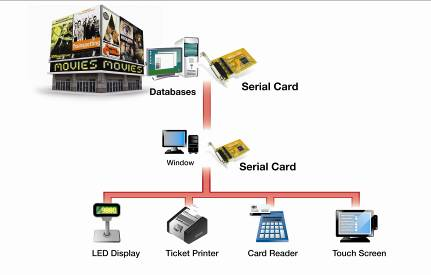 MOVIES MOVIES
Databases
Serial Card
Window
Serial Card
LED Display
Ticket Printer
Card Reader
Touch Screen